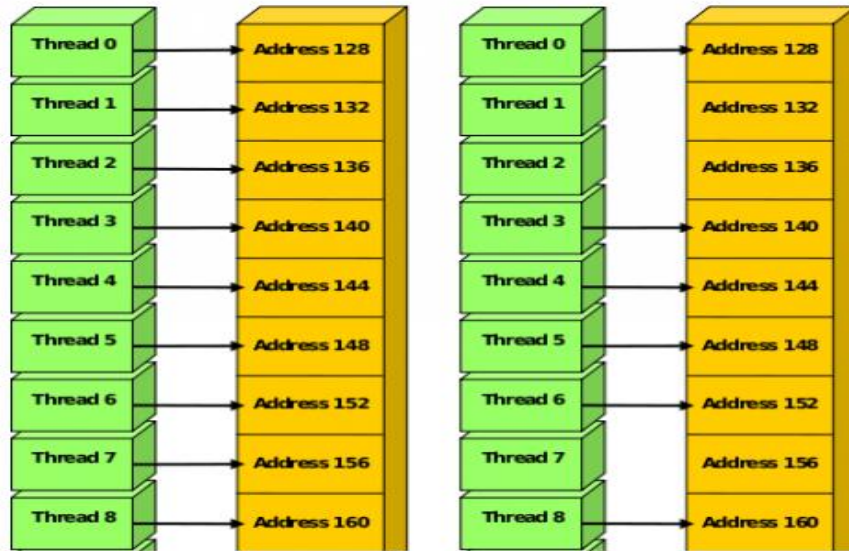 Thread 0 Address 128 Thread 0 Address 128
Thread 1 Address 132 Thread 1 Address 132
Thread 2 Address 136 Thread 2 Address 136
Thread 3 Address 140 Thread 3 Address 140
Thread 4 Address 144 Thread 4 Address 144
Thread 5 Address 148 Thread 5 Address 148
Thread 6 Address 152 Thread 6 Address 152
Thread 7 Address 156 Thread 7 Address 156
Thread 8 Address 160 Thread 8 Address 160